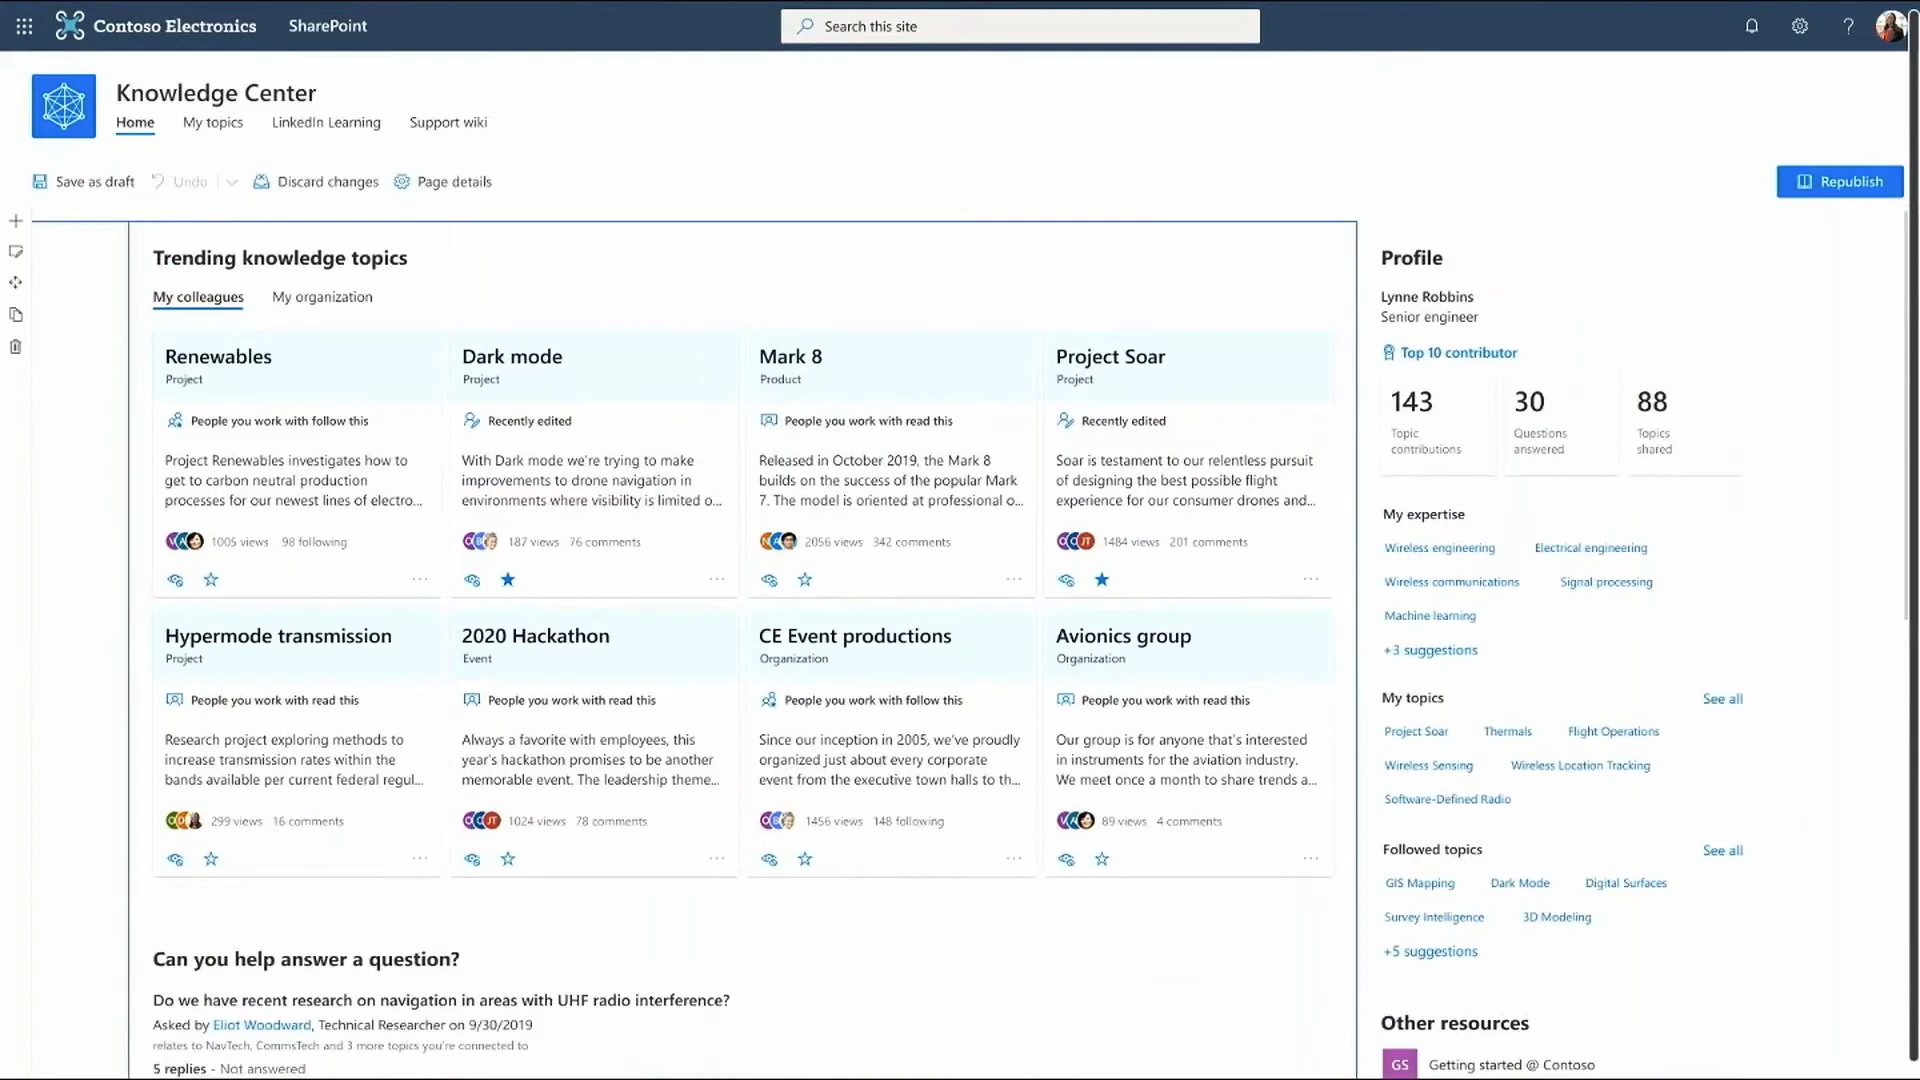 Contoso Electronics SharePoint
Search this site
?
Knowledge Center
Home My topics LinkedIn Learning Support wiki
Save as draft Undo Discard changes Page details
Republish
Trending knowledge topics
My colleagues My organization
Renewables
Project
People you work with follow this
Project Renewables investigates how to
get to carbon neutral production
processes for our newest lines of electro...
1005 views 98 following
Dark mode
Project
Recently edited
With Dark mode we're trying to make
improvements to drone navigation in
environments where visibility is limited o...
187 views 76 comments
Mark 8
Product
People you work with read this
Released in October 2019, the Mark 8
builds on the success of the popular Mark
7. The model is oriented at professional o...
2056 views 342 comments
Project Soar
Project
Recently edited
Soar is testament to our relentless pursuit
of designing the best possible flight
experience for our consumer drones and...
1484 views 201 comments
Hypermode transmission
Project
People you work with read this
Research project exploring methods to
increase transmission rates within the
bands available per current federal regul...
299 views 16 comments
2020 Hackathon
Event
People you work with read this
Always a favorite with employees, this
year's hackathon promises to be another
memorable event. The leadership theme...
1024 views 78 comments
CE Event productions
Organization
People you work with follow this
Since our inception in 2005, we've proudly
organized just about every corporate
event from the executive town halls to th...
1456 views 148 following
Avionics group
Organization
People you work with read this
Our group is for anyone that's interested
in instruments for the aviation industry.
We meet once a month to share trends a...
89 views 4 comments
Can you help answer a question?
Do we have recent research on navigation in areas with UHF radio interference?
Asked by Eliot Woodward, Technical Researcher on 9/30/2019
relates to NavTech, CommsTech and 3 more topics you're connected to
5 replies - Not answered
Profile
Lynne Robbins
Senior engineer
Top 10 contributor
143
Topic
contributions
30
Questions
answered
88
Topics
shared
My expertise
Wireless engineering Electrical engineering
Wireless communications Signal processing
Machine learning
+3 suggestions
My topics See all
Project Soar Thermals Flight Operations
Wireless Sensing Wireless Location Tracking
Software-Defined Radio
Followed topics See all
GIS Mapping Dark Mode Digital Surfaces
Survey Intelligence 3D Modeling
+5 suggestions
Other resources
GS Getting started @ Contoso